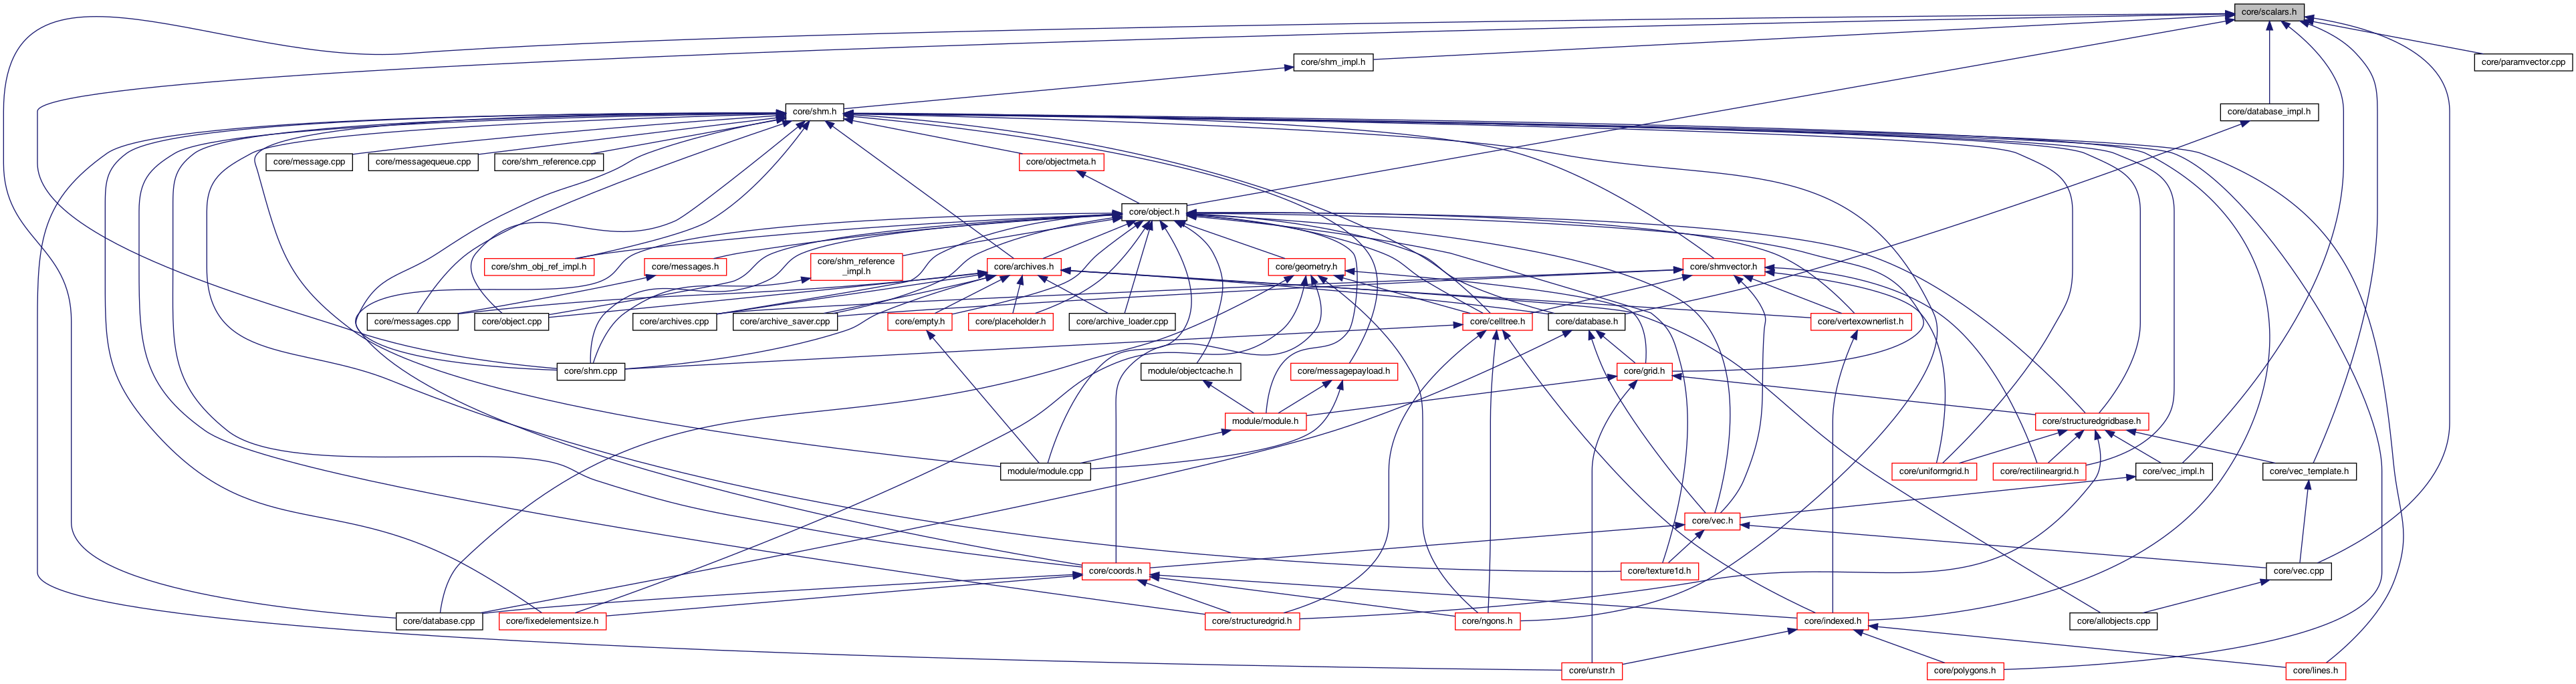 core/scalars.h
core/shm_impl.h
core/paramvector.cpp
core/shm.h
core/database_impl.h
core/message.cpp
core/messagequeue.cpp
core/shm_reference.cpp
core/objectmeta.h
core/object.h
core/shm_obj_ref_impl.h
core/messages.h
core/shm_reference
_impl.h
core/archives.h
core/geometry.h
core/shmvector.h
core/messages.cpp
core/object.cpp
core/archives.cpp
core/archive_saver.cpp
core/empty.h
core/placeholder.h
core/archive_loader.cpp
core/celltree.h
core/database.h
core/vertexownerlist.h
core/shm.cpp
module/objectcache.h
core/messagepayload.h
core/grid.h
module/module.h
core/structuredgridbase.h
module/module.cpp
core/uniformgrid.h
core/rectilineargrid.h
core/vec_impl.h
core/vec_template.h
core/vec.h
core/coords.h
core/texture1d.h
core/vec.cpp
core/database.cpp
core/fixedelementsize.h
core/structuredgrid.h
core/ngons.h
core/indexed.h
core/allobjects.cpp
core/unstr.h
core/polygons.h
core/lines.h